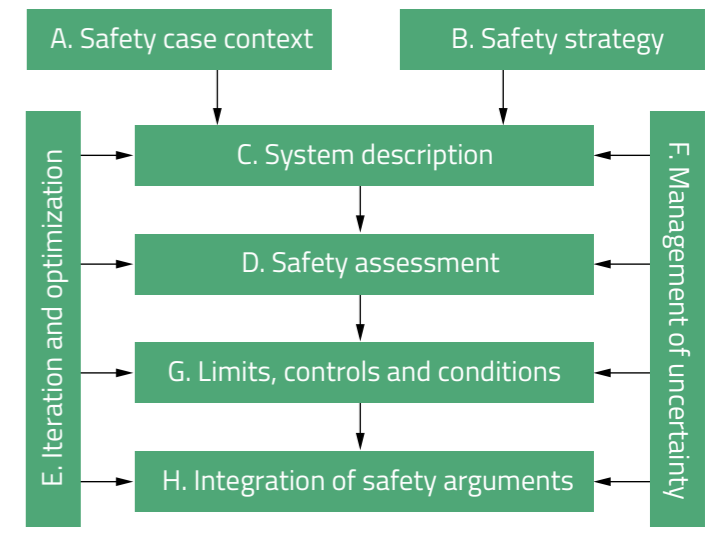 A. Safety case context
B. Safety strategy
C. System description
D. Safety assessment
E. Iteration and optimization
F. Management of uncertainty
G. Limits, controls and conditions
H. Integration of safety arguments